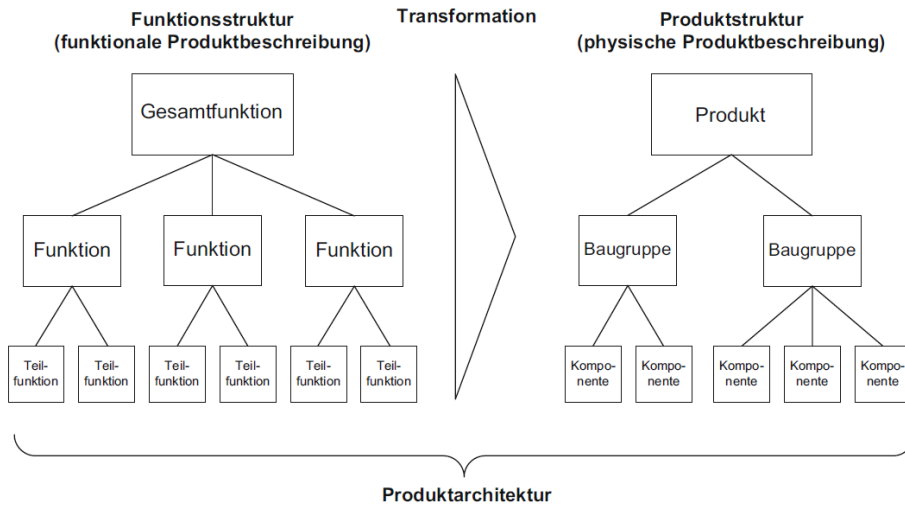 Funktionsstruktur
(funktionale Produktbeschreibung)
Transformation
Produktstruktur
(physische Produktbeschreibung)
Gesamtfunktion
Produkt
Funktion
Funktion
Funktion
Baugruppe
Baugruppe
Teil-
funktion
Teil-
funktion
Teil-
funktion
Teil-
funktion
Teil-
funktion
Teil-
funktion
Kompo-
nente
Kompo-
nente
Kompo-
nente
Kompo-
nente
Kompo-
nente
Produktarchitektur